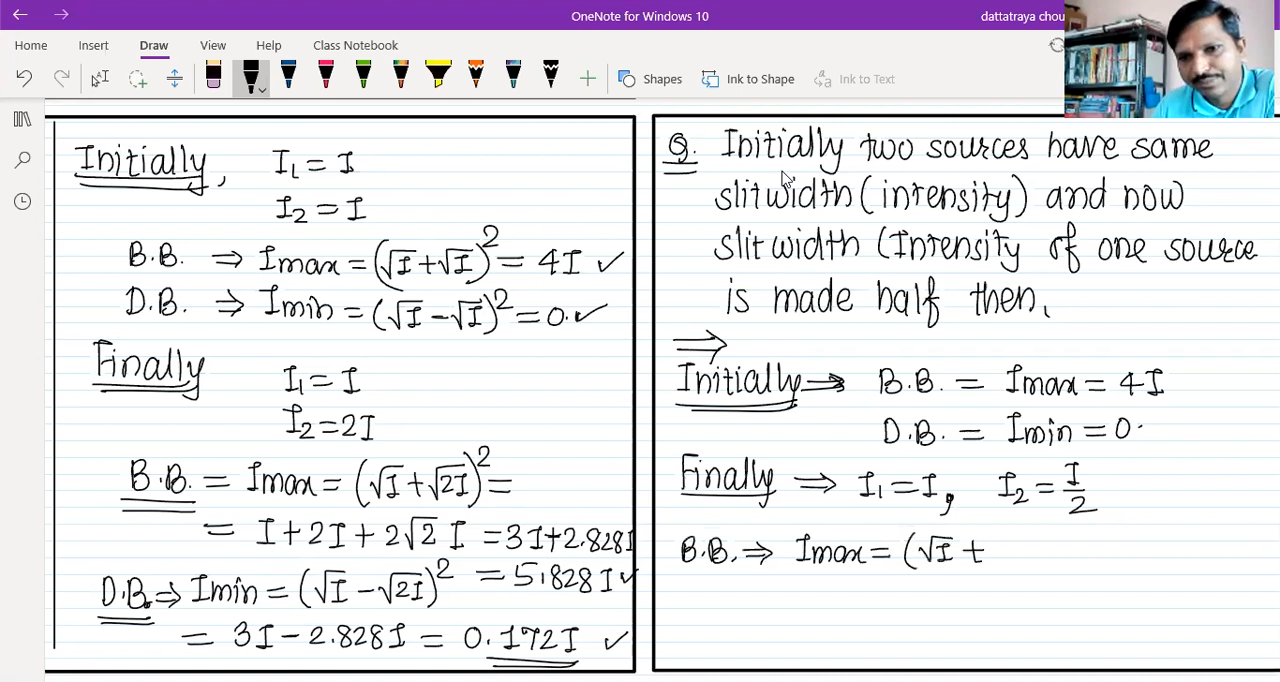 OneNote for Windows 10
dattatraya chou
Home Insert Draw View Help Class Notebook
Shapes Ink to Shape Ink to Text
Initially,
I₁ = I
I₂ = I
B.B. ⇒ Imax = (√I + √I)² = 4I ✓
D.B. ⇒ Imin = (√I − √I)² = 0. ✓
Finally
I₁ = I
I₂ = 2I
B.B. = Imax = (√I + √2I)² =
= I + 2I + 2√2 I = 3I + 2.828I
= 5.828I ✓
D.B. ⇒ Imin = (√I − √2I)²
= 3I − 2.828I = 0.172I ✓
Q. Initially two sources have same
slitwidth (intensity) and now
slit width (Intensity of one source
is made half then,
⇒
Initially → B.B. = Imax = 4I
D.B. = Imin = 0.
Finally ⇒ I₁ = I, I₂ = I/2
B.B. ⇒ Imax = (√I +